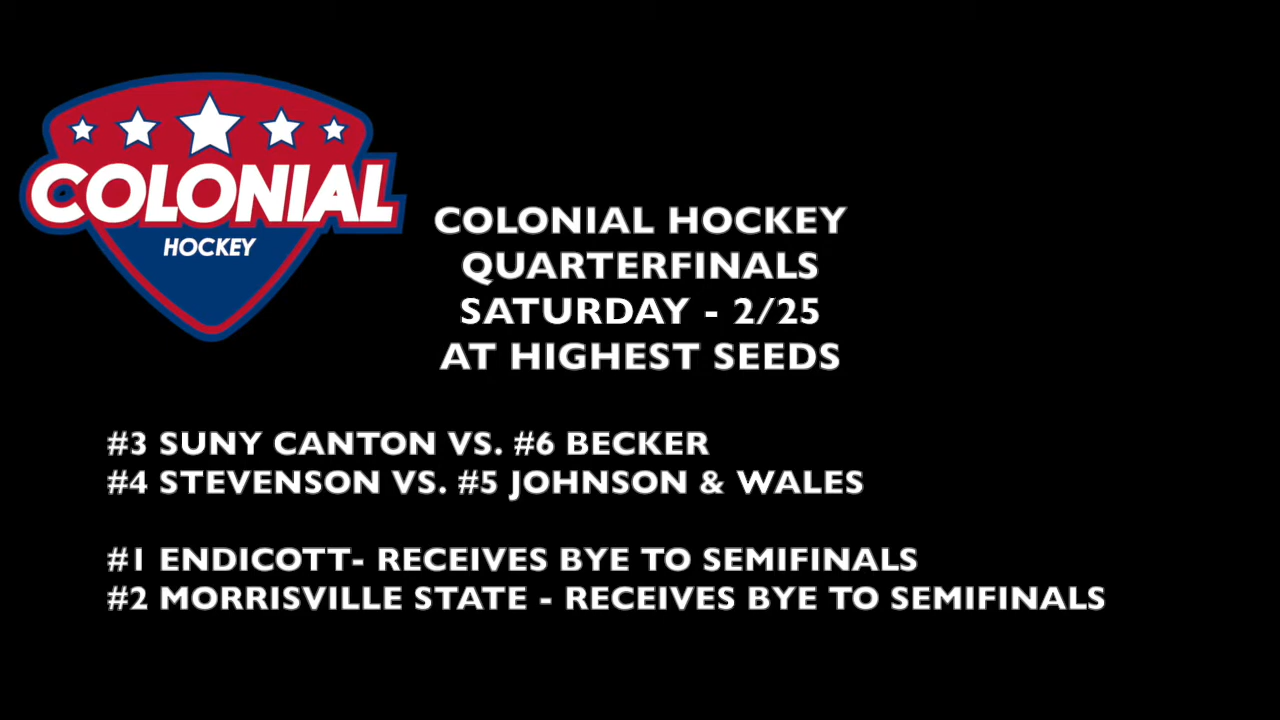 COLONIAL
HOCKEY
COLONIAL HOCKEY
QUARTERFINALS
SATURDAY - 2/25
AT HIGHEST SEEDS
#3 SUNY CANTON VS. #6 BECKER
#4 STEVENSON VS. #5 JOHNSON & WALES
#1 ENDICOTT- RECEIVES BYE TO SEMIFINALS
#2 MORRISVILLE STATE - RECEIVES BYE TO SEMIFINALS